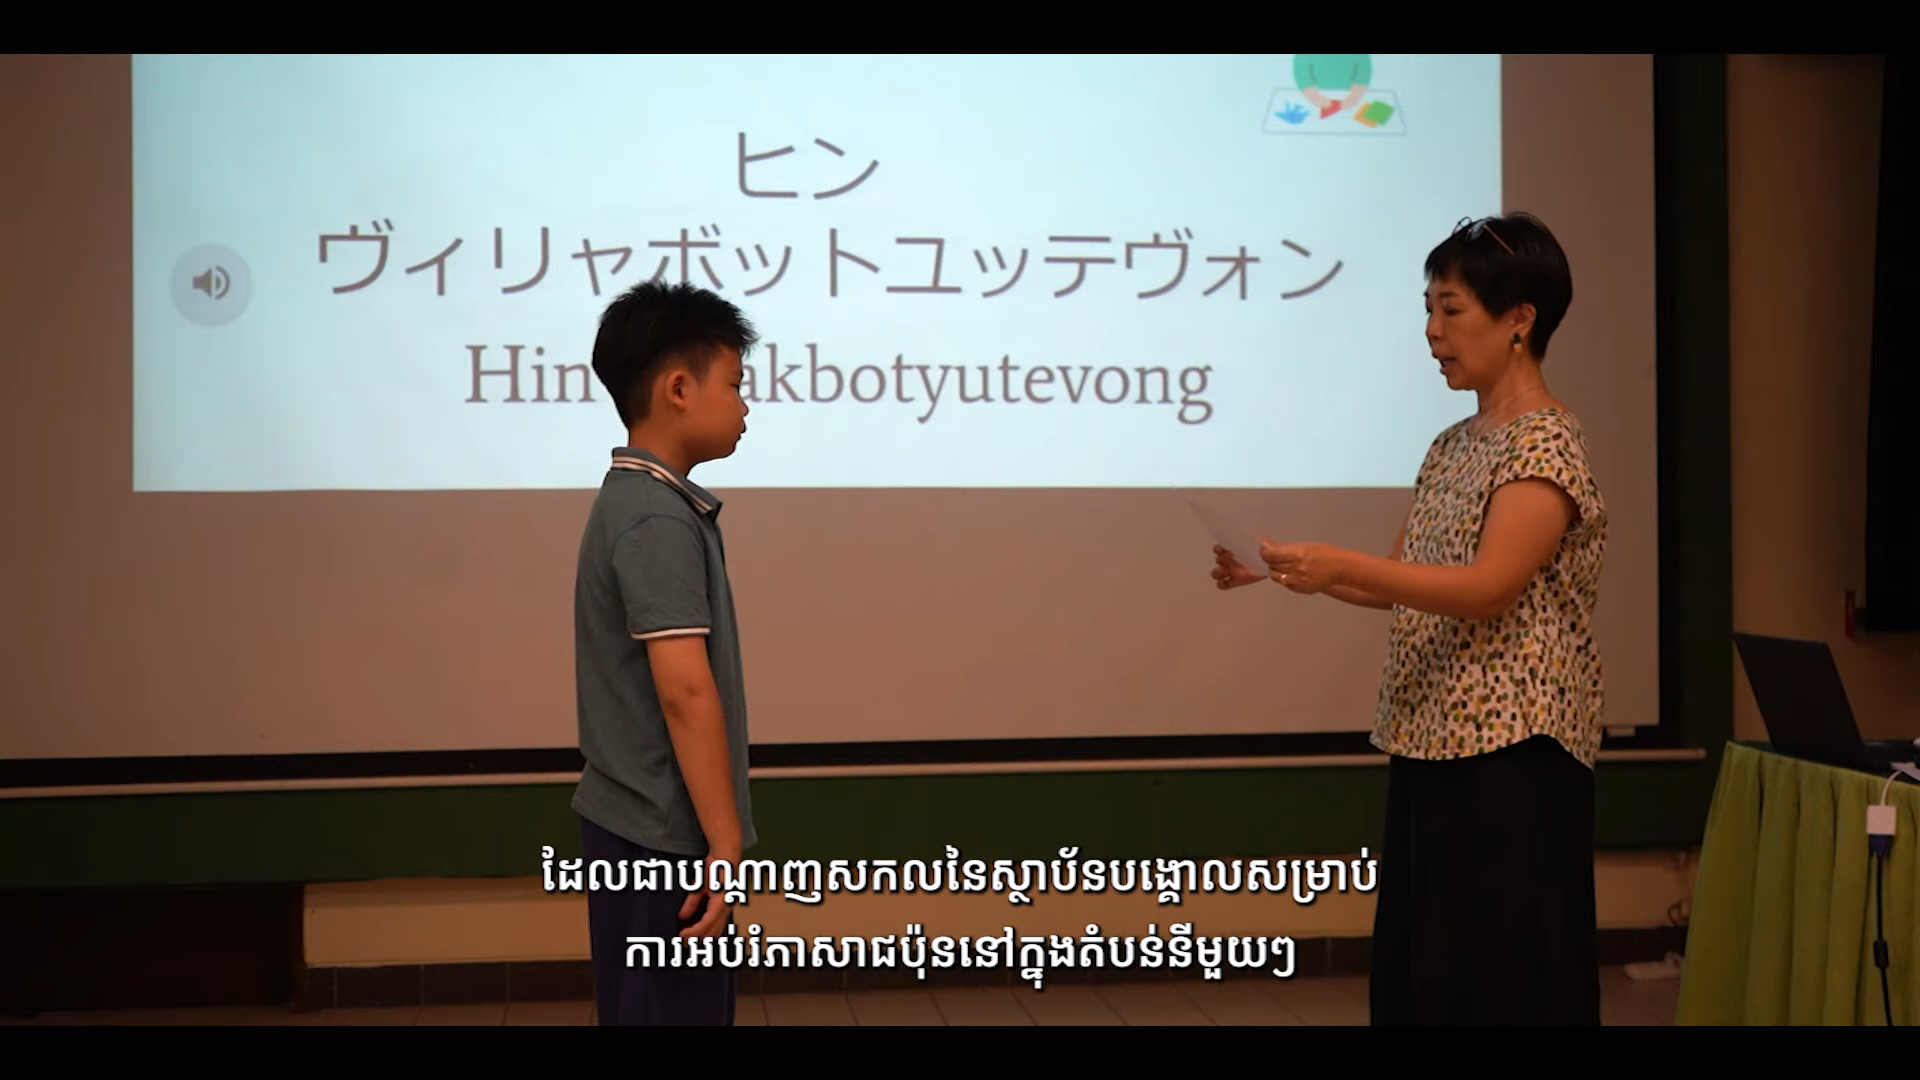 ヒン
ヴィリャボットユッテヴォン
Hin akbotyutevong
ដែលជាបណ្តាញសកលនៃស្ថាប័នបង្គោលសម្រាប់
ការអប់រំភាសាជប៉ុននៅក្នុងតំបន់នីមួយៗ